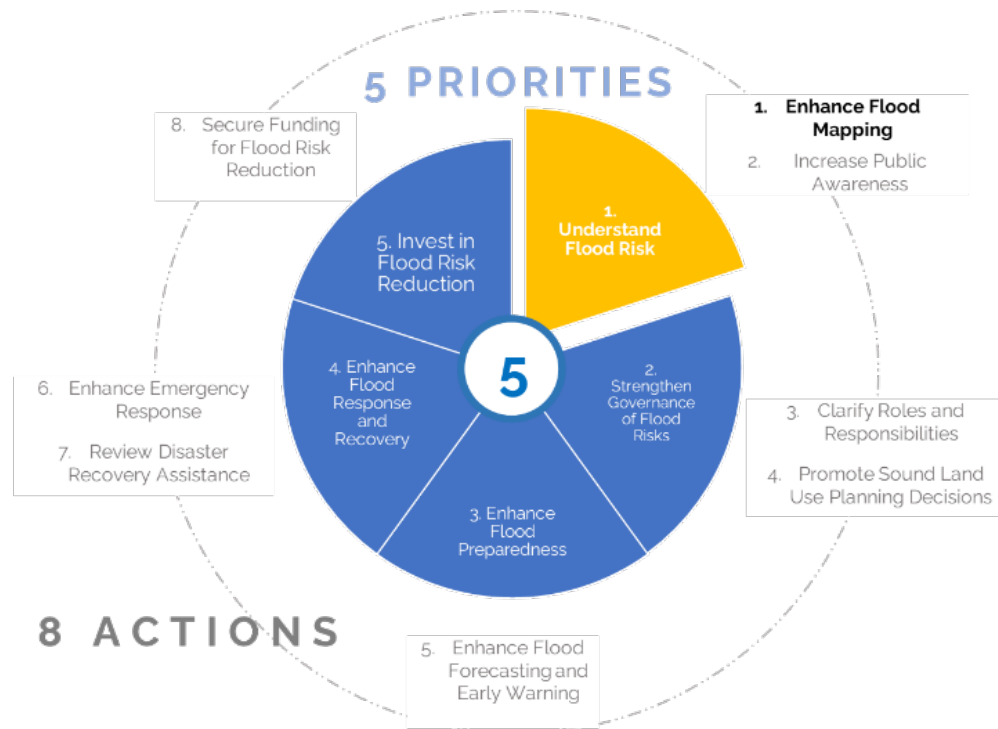 5 PRIORITIES
1. Enhance Flood
Mapping
2. Increase Public
Awareness
8. Secure Funding
for Flood Risk
Reduction
1.
Understand
Flood Risk
5. Invest in
Flood Risk
Reduction
5
2.
Strengthen
Governance
of Flood
Risks
4. Enhance
Flood
Response
and
Recovery
3. Enhance
Flood
Preparedness
6. Enhance Emergency
Response
7. Review Disaster
Recovery Assistance
3. Clarify Roles and
Responsibilities
4. Promote Sound Land
Use Planning Decisions
8 ACTIONS
5. Enhance Flood
Forecasting and
Early Warning